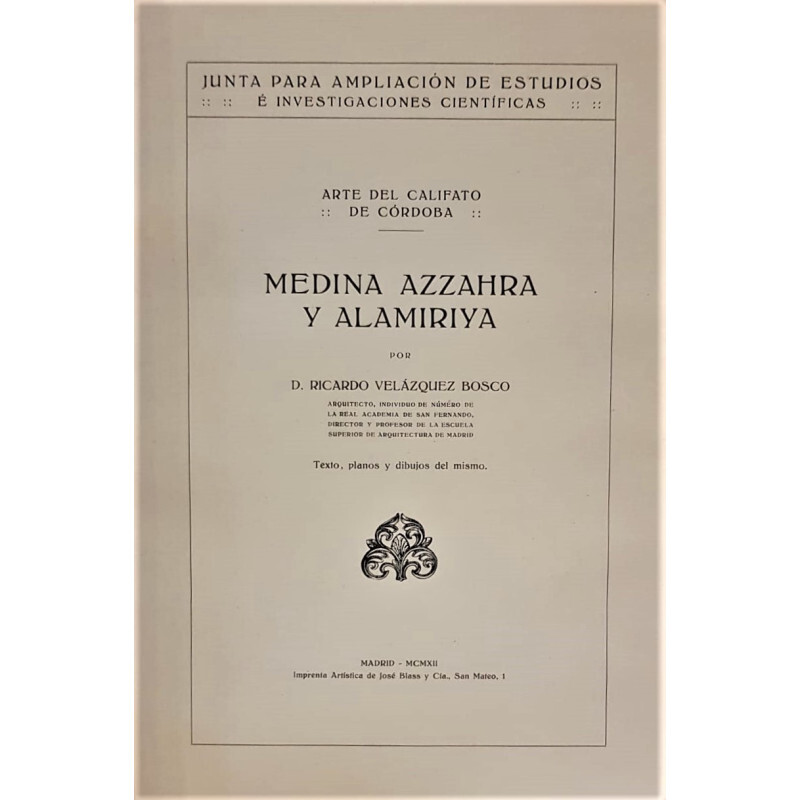 JUNTA PARA AMPLIACIÓN DE ESTUDIOS
:: :: É INVESTIGACIONES CIENTÍFICAS :: ::
ARTE DEL CALIFATO
:: DE CÓRDOBA ::
MEDINA AZZAHRA
Y ALAMIRIYA
POR
D. RICARDO VELÁZQUEZ BOSCO
ARQUITECTO, INDIVIDUO DE NÚMERO DE
LA REAL ACADEMIA DE SAN FERNANDO,
DIRECTOR Y PROFESOR DE LA ESCUELA
SUPERIOR DE ARQUITECTURA DE MADRID
Texto, planos y dibujos del mismo.
MADRID - MCMXII
Imprenta Artística de José Blass y Cía., San Mateo, 1